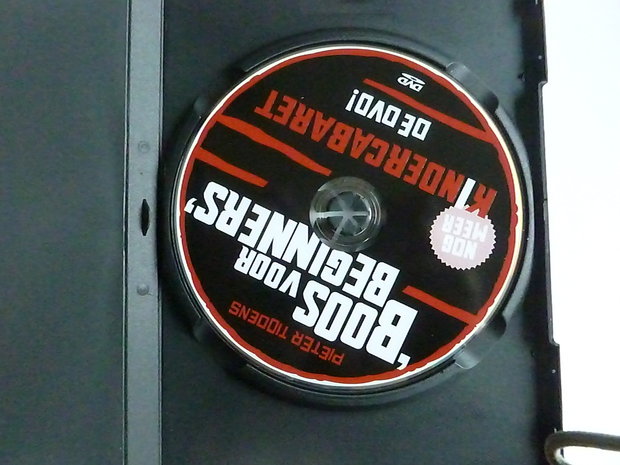 PIETER TIDDENS
'BOOS VOOR
BEGINNERS'
NOG
MEER
KINDERCABARET
DE DVD!
DVD